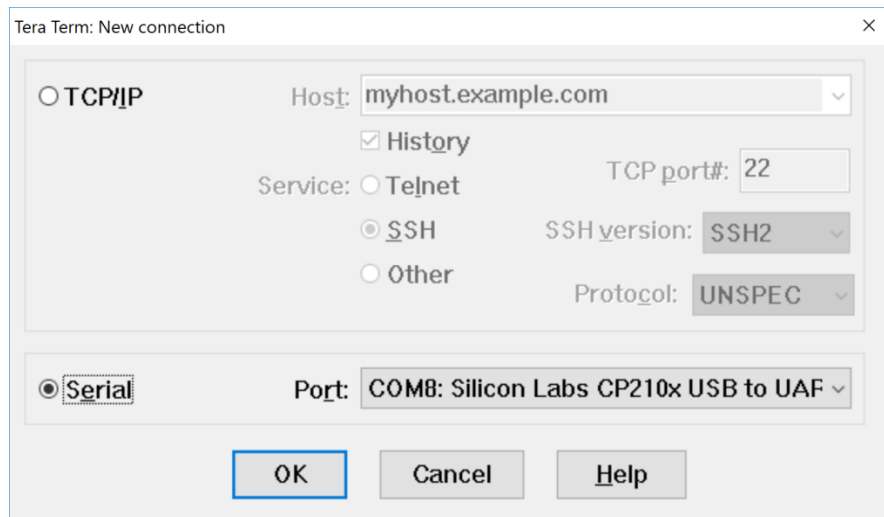 Tera Term: New connection
TCP/IP
Host: myhost.example.com
History
Service: Telnet
TCP port#: 22
SSH
SSH version: SSH2
Other
Protocol: UNSPEC
Serial
Port: COM8: Silicon Labs CP210x USB to UAF
OK Cancel Help